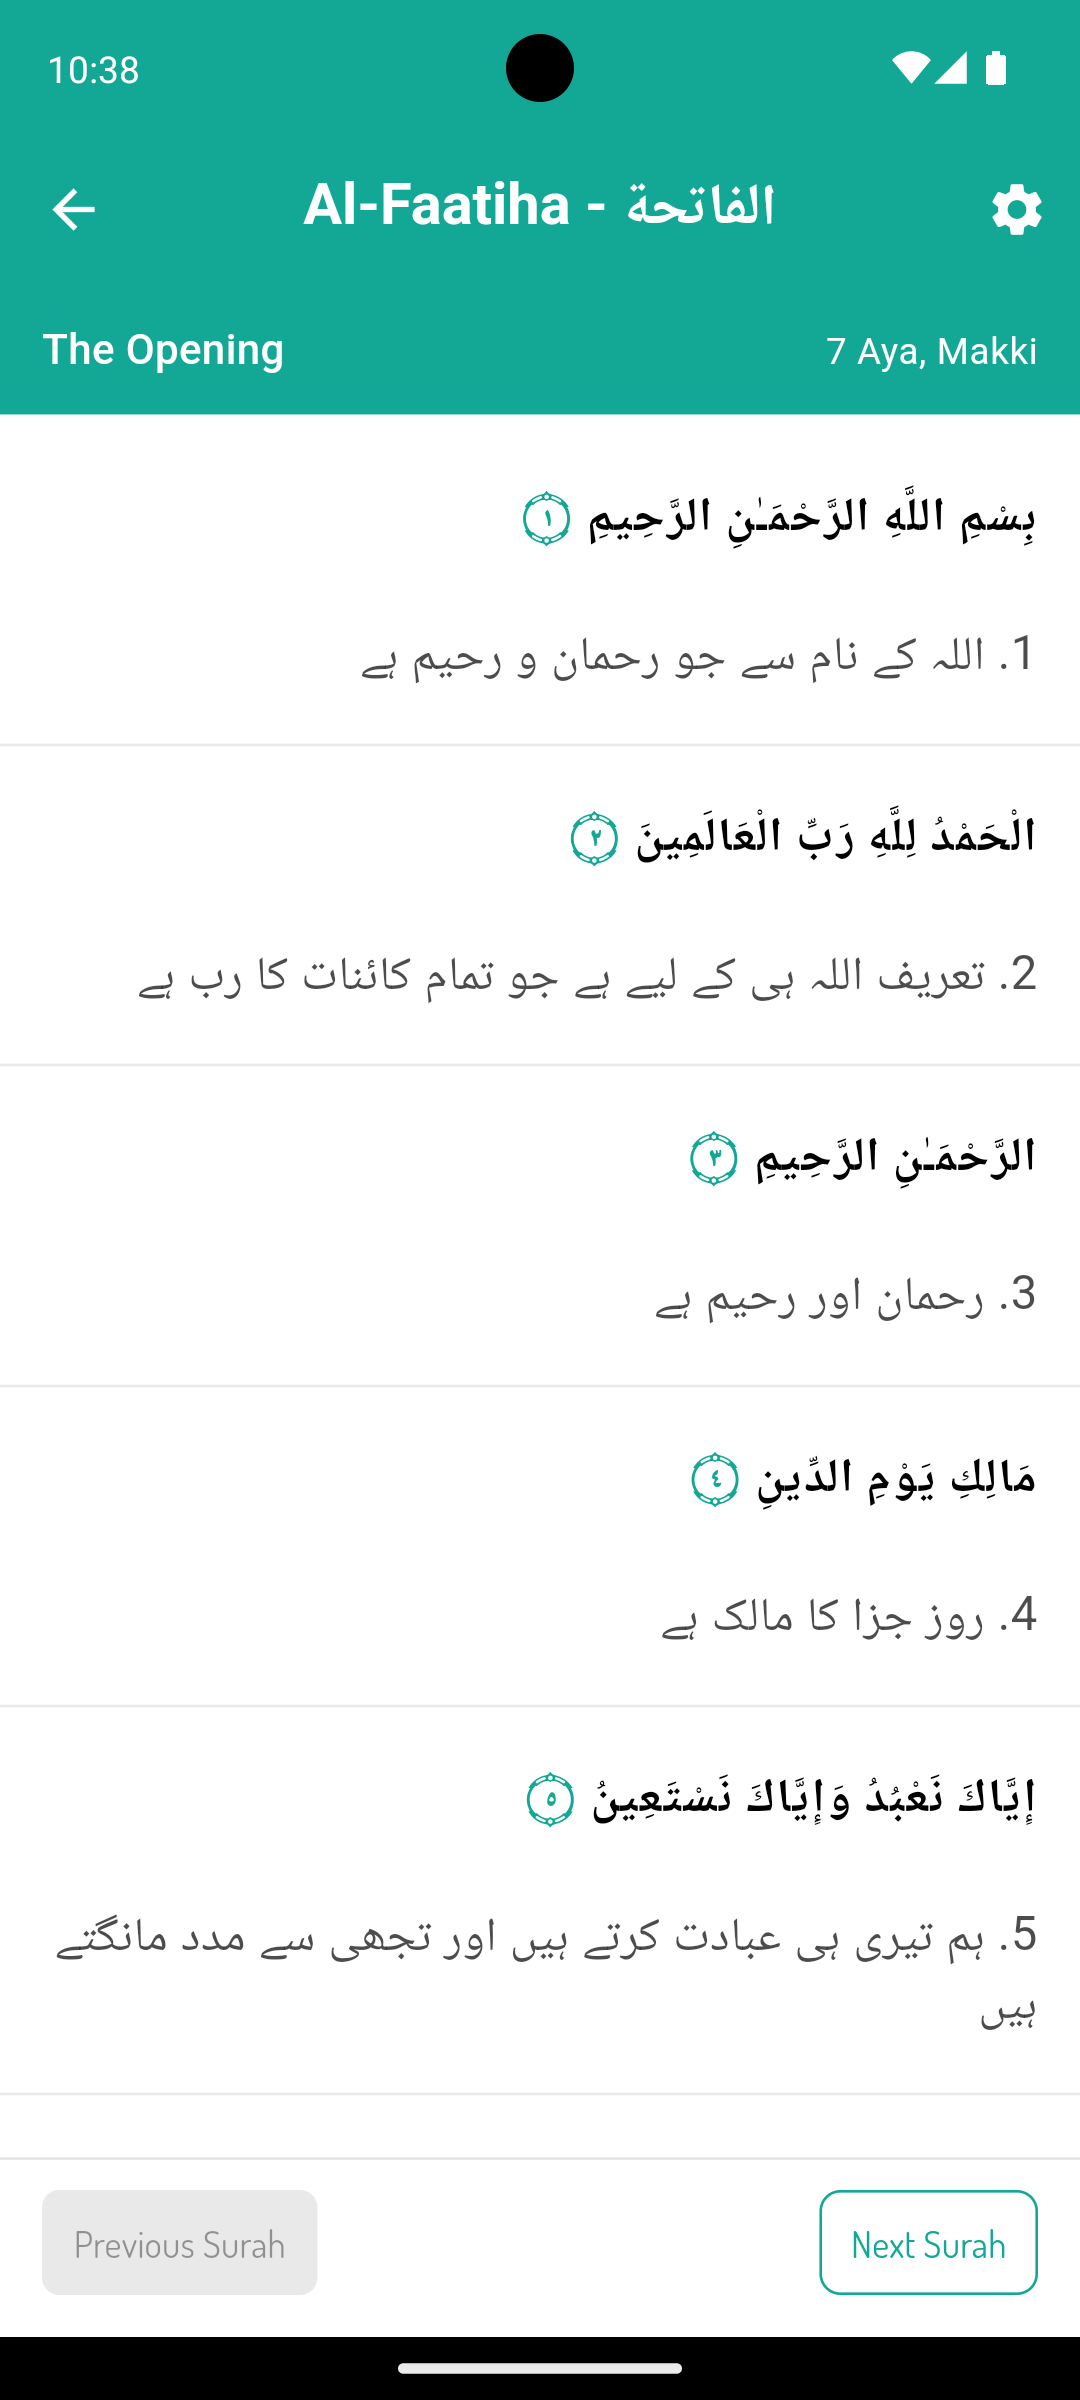 10:38
Al-Faatiha - الفاتحة
The Opening
7 Aya, Makki
بِسْمِ اللَّهِ الرَّحْمَـٰنِ الرَّحِيمِ ١
1. اللہ کے نام سے جو رحمان و رحیم ہے
الْحَمْدُ لِلَّهِ رَبِّ الْعَالَمِينَ ٢
2. تعریف اللہ ہی کے لیے ہے جو تمام کائنات کا رب ہے
الرَّحْمَـٰنِ الرَّحِيمِ ٣
3. رحمان اور رحیم ہے
مَالِكِ يَوْمِ الدِّينِ ٤
4. روز جزا کا مالک ہے
إِيَّاكَ نَعْبُدُ وَإِيَّاكَ نَسْتَعِينُ ٥
5. ہم تیری ہی عبادت کرتے ہیں اور تجھی سے مدد مانگتے
ہیں
Previous Surah
Next Surah